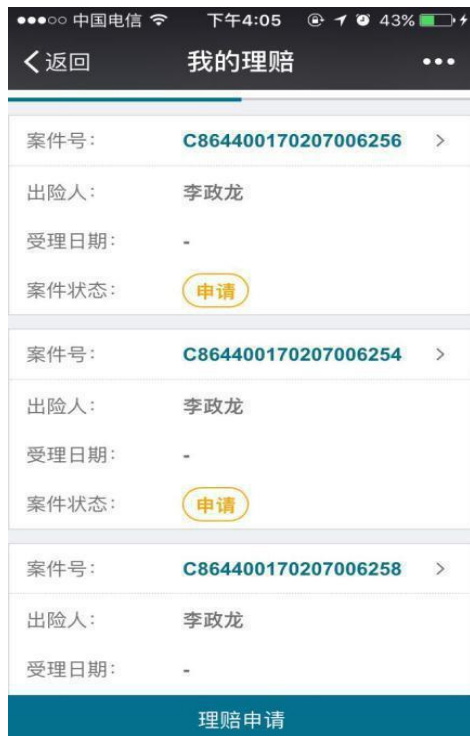 中国电信 下午4:05 43%
返回 我的理赔
案件号： C864400170207006256
出险人： 李政龙
受理日期： -
案件状态： 申请
案件号： C864400170207006254
出险人： 李政龙
受理日期： -
案件状态： 申请
案件号： C864400170207006258
出险人： 李政龙
受理日期： -
理赔申请